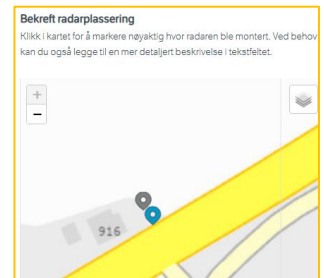 Bekreft radarplassering
Klikk i kartet for å markere nøyaktig hvor radaren ble montert. Ved behov
kan du også legge til en mer detaljert beskrivelse i tekstfeltet.
+
−
916